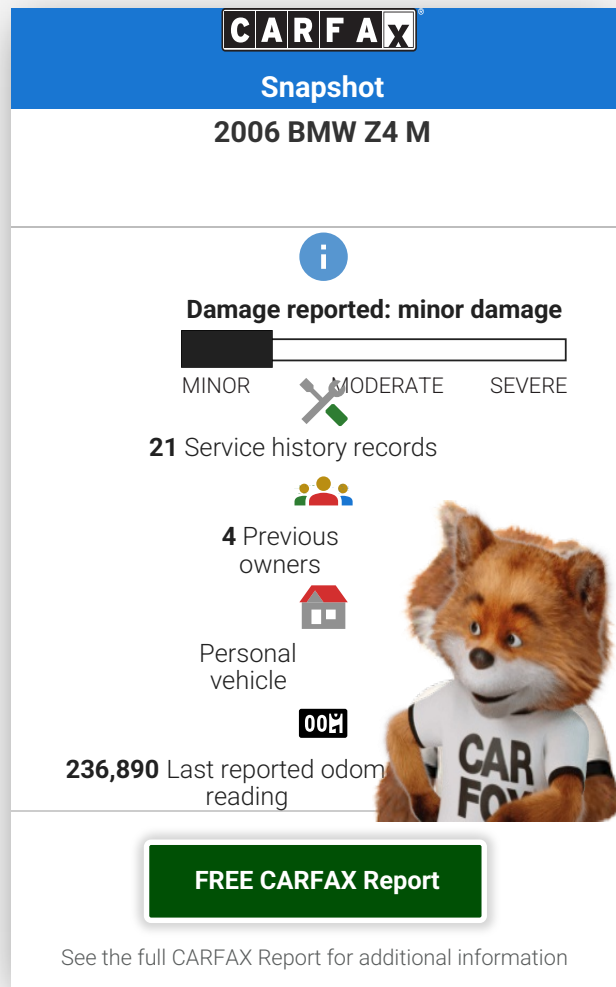 CARFAX®
Snapshot
2006 BMW Z4 M
i
Damage reported: minor damage
MINOR MODERATE SEVERE
21 Service history records
4 Previous
owners
Personal
vehicle
00
236,890 Last reported odom
reading
CAR
FOX
FREE CARFAX Report
See the full CARFAX Report for additional information